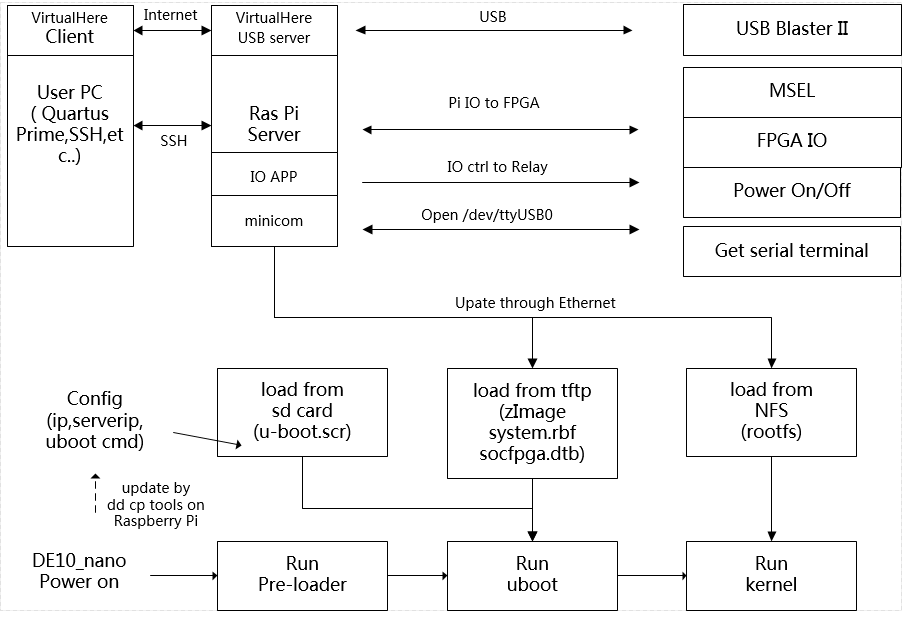 VirtualHere
Client
Internet
VirtualHere
USB server
USB
USB Blaster II
User PC
( Quartus
Prime,SSH,et
c..)
SSH
Ras Pi
Server
Pi IO to FPGA
MSEL
FPGA IO
IO APP
IO ctrl to Relay
Power On/Off
minicom
Open /dev/ttyUSB0
Get serial terminal
Upate through Ethernet
Config
(ip,serverip,
uboot cmd)
load from
sd card
(u-boot.scr)
load from tftp
(zImage
system.rbf
socfpga.dtb)
load from
NFS
(rootfs)
update by
dd cp tools on
Raspberry Pi
DE10_nano
Power on
Run
Pre-loader
Run
uboot
Run
kernel